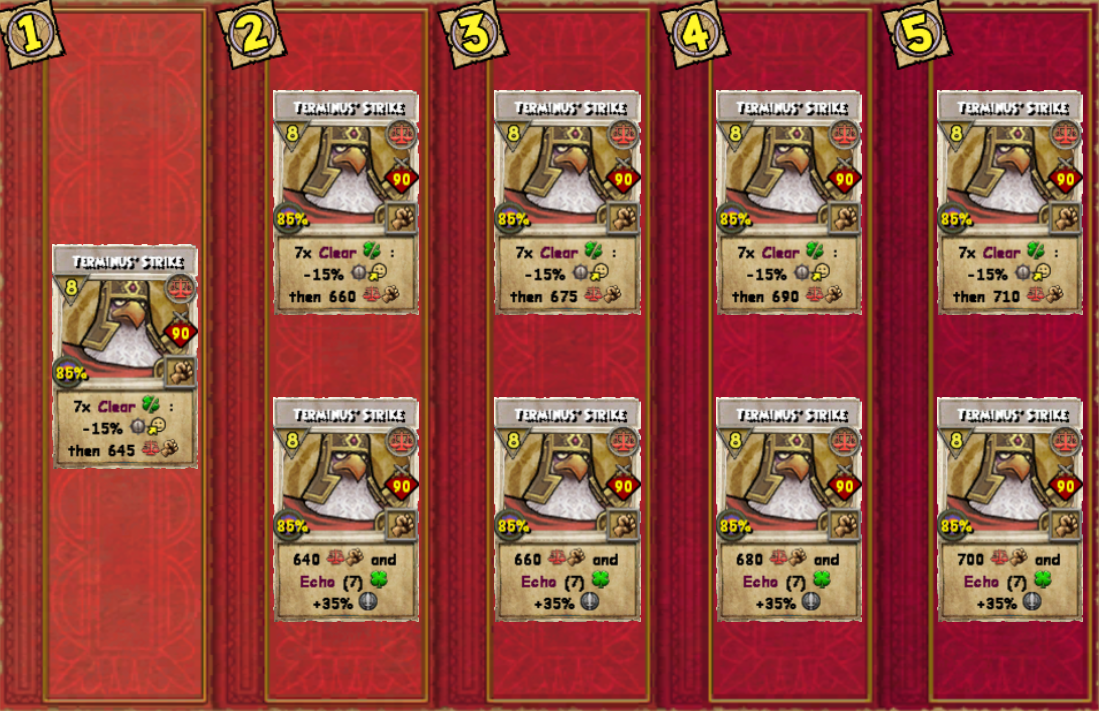 1
TERMINUS' STRIKE
8
90
85%
7x Clear :
-15%
then 645
2
TERMINUS' STRIKE
8
90
85%
7x Clear :
-15%
then 660
TERMINUS' STRIKE
8
90
85%
640 and
Echo (7)
+35%
3
TERMINUS' STRIKE
8
90
85%
7x Clear :
-15%
then 675
TERMINUS' STRIKE
8
90
85%
660 and
Echo (7)
+35%
4
TERMINUS' STRIKE
8
90
85%
7x Clear :
-15%
then 690
TERMINUS' STRIKE
8
90
85%
680 and
Echo (7)
+35%
5
TERMINUS' STRIKE
8
90
85%
7x Clear :
-15%
then 710
TERMINUS' STRIKE
8
90
85%
700 and
Echo (7)
+35%